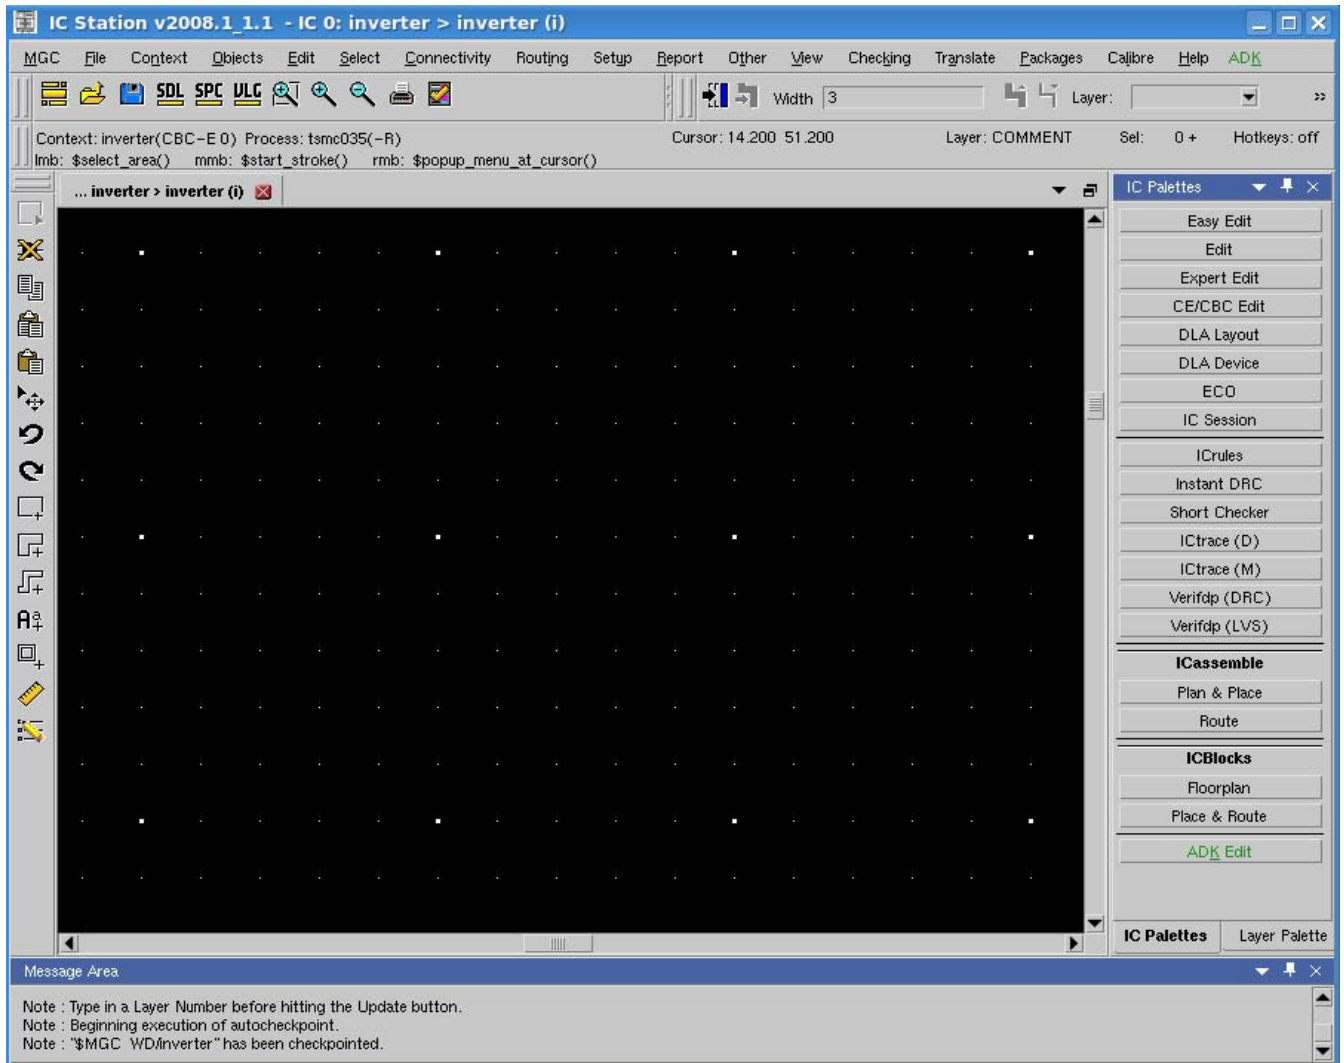 IC Station v2008.1_1.1 - IC 0: inverter > inverter (i)
MGC File Context Objects Edit Select Connectivity Routing Setup Report Other View Checking Translate Packages Calibre Help ADK
SDL SPC VLG Width 3 Layer: »
Context: inverter(CBC-E 0) Process: tsmc035(-R) Cursor: 14.200 51.200 Layer: COMMENT Sel: 0 + Hotkeys: off
lmb: $select_area() mmb: $start_stroke() rmb: $popup_menu_at_cursor()
... inverter > inverter (i)
IC Palettes
Easy Edit
Edit
Expert Edit
CE/CBC Edit
DLA Layout
DLA Device
ECO
IC Session
ICrules
Instant DRC
Short Checker
ICtrace (D)
ICtrace (M)
Verifdp (DRC)
Verifdp (LVS)
ICassemble
Plan & Place
Route
ICBlocks
Floorplan
Place & Route
ADK Edit
IC Palettes Layer Palette
Message Area
Note : Type in a Layer Number before hitting the Update button.
Note : Beginning execution of autocheckpoint.
Note : "$MGC_WD/inverter" has been checkpointed.